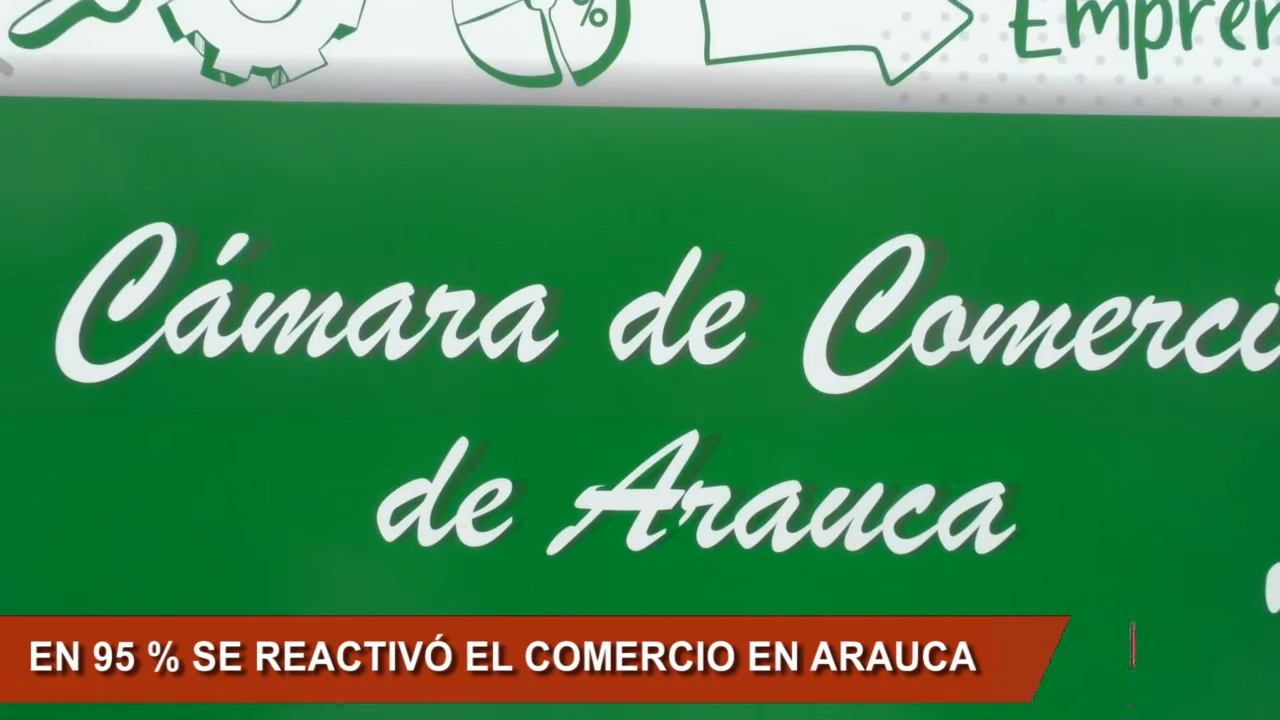 %
Empren
Cámara de Comerci
de Arauca
EN 95 % SE REACTIVÓ EL COMERCIO EN ARAUCA